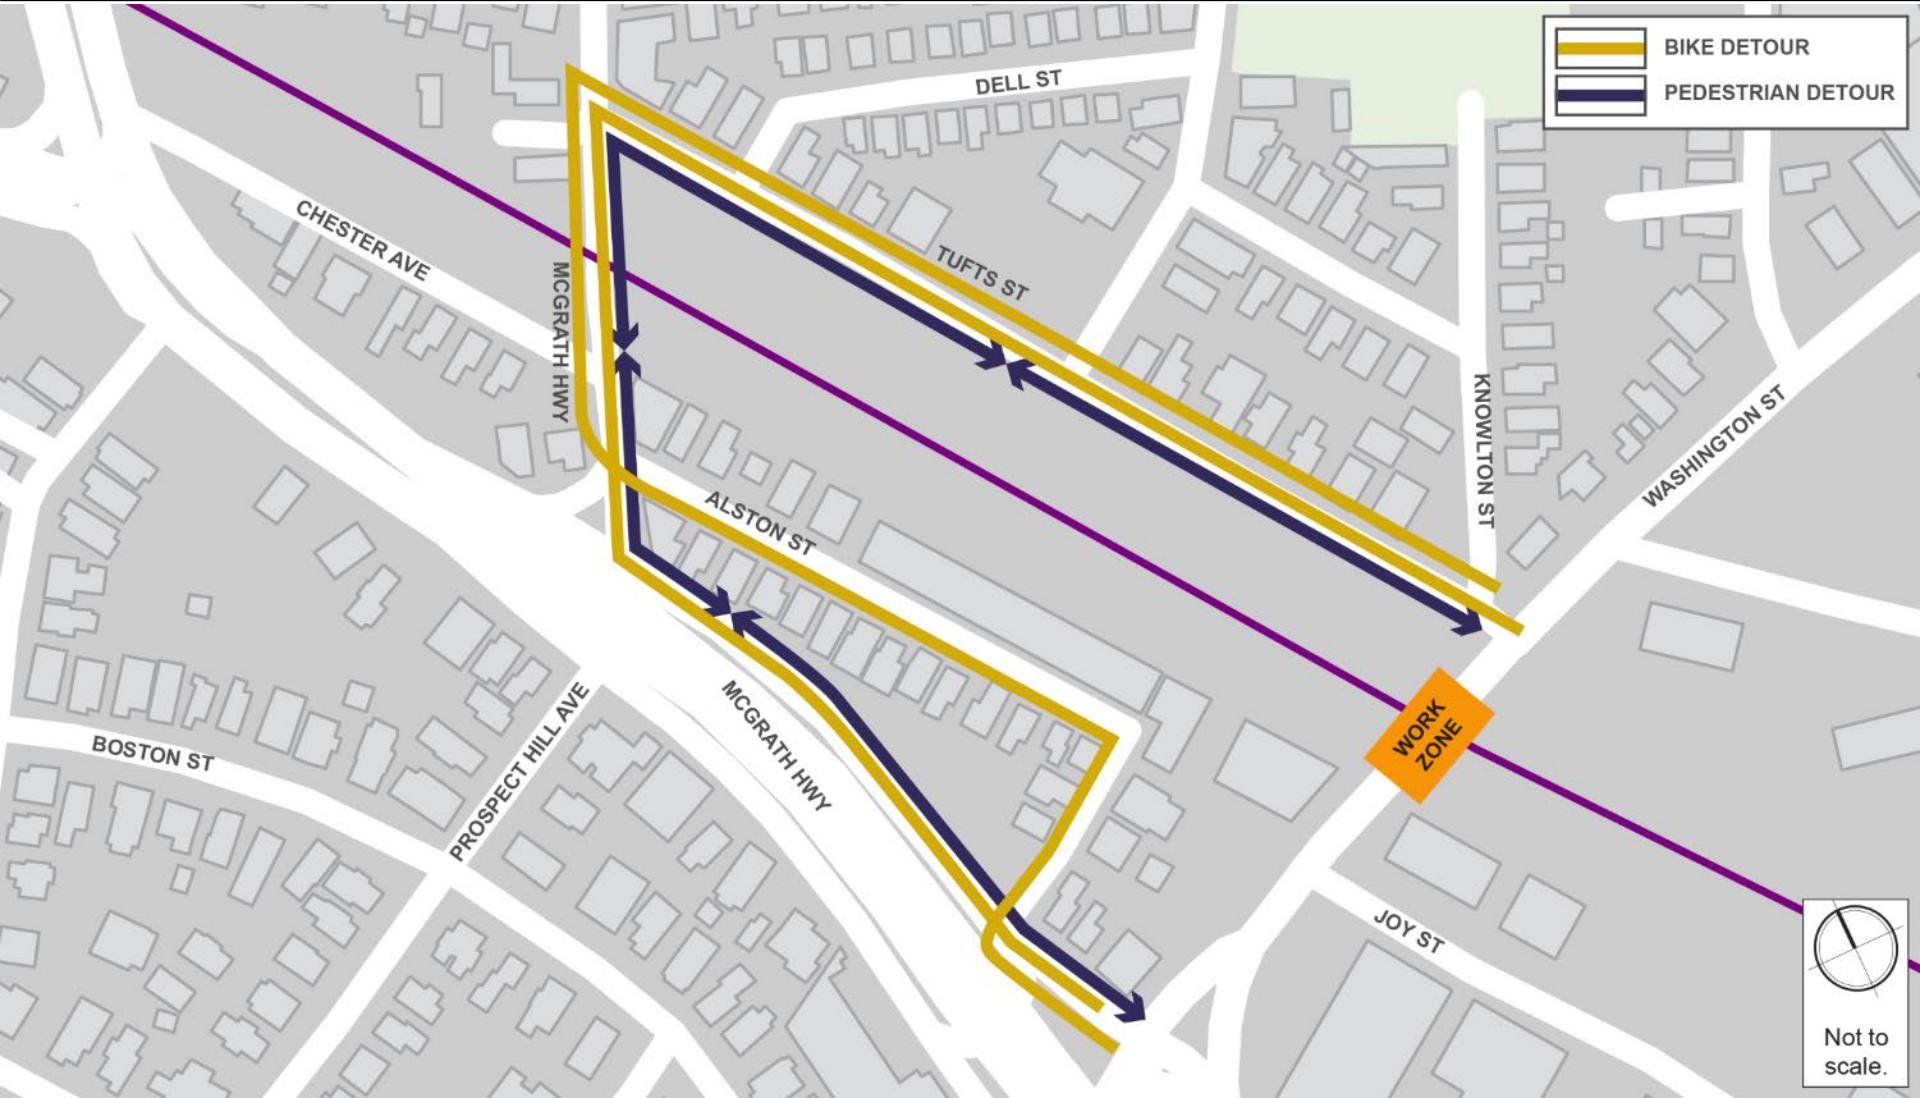 BIKE DETOUR
PEDESTRIAN DETOUR
DELL ST
CHESTER AVE
TUFTS ST
MCGRATH HWY
KNOWLTON ST
WASHINGTON ST
ALSTON ST
WORK
ZONE
MCGRATH HWY
PROSPECT HILL AVE
BOSTON ST
JOY ST
Not to
scale.